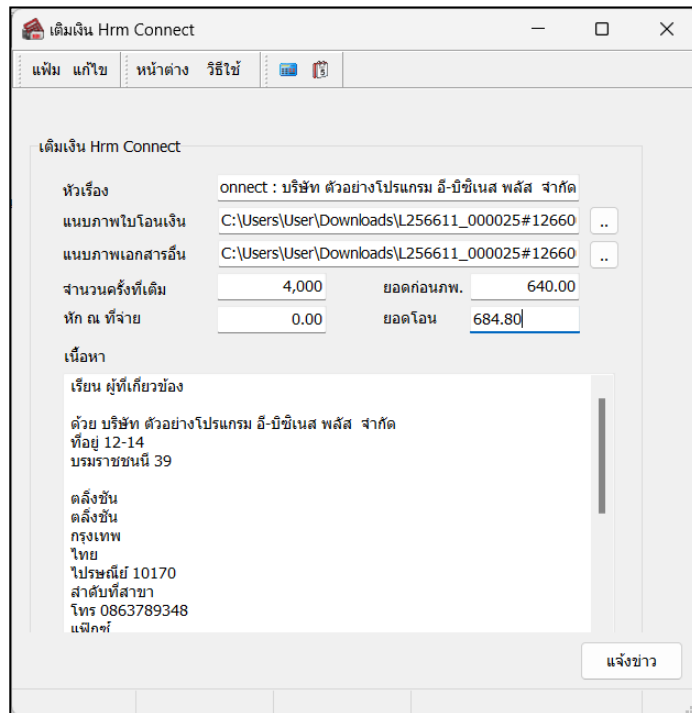 เติมเงิน Hrm Connect
แฟ้ม แก้ไข หน้าต่าง วิธีใช้
เติมเงิน Hrm Connect
หัวเรื่อง onnect : บริษัท ตัวอย่างโปรแกรม อี-บิซิเนส พลัส จำกัด
แนบภาพใบโอนเงิน C:\Users\User\Downloads\L256611_000025#12660 ..
แนบภาพเอกสารอื่น C:\Users\User\Downloads\L256611_000025#12660 ..
จำนวนครั้งที่เติม 4,000 ยอดก่อนภพ. 640.00
หัก ณ ที่จ่าย 0.00 ยอดโอน 684.80
เนื้อหา
เรียน ผู้ที่เกี่ยวข้อง
ด้วย บริษัท ตัวอย่างโปรแกรม อี-บิซิเนส พลัส จำกัด
ที่อยู่ 12-14
บรมราชชนนี 39
ตลิ่งชัน
ตลิ่งชัน
กรุงเทพ
ไทย
ไปรษณีย์ 10170
ลำดับที่สาขา
โทร 0863789348
แฟ็กซ์
แจ้งข่าว